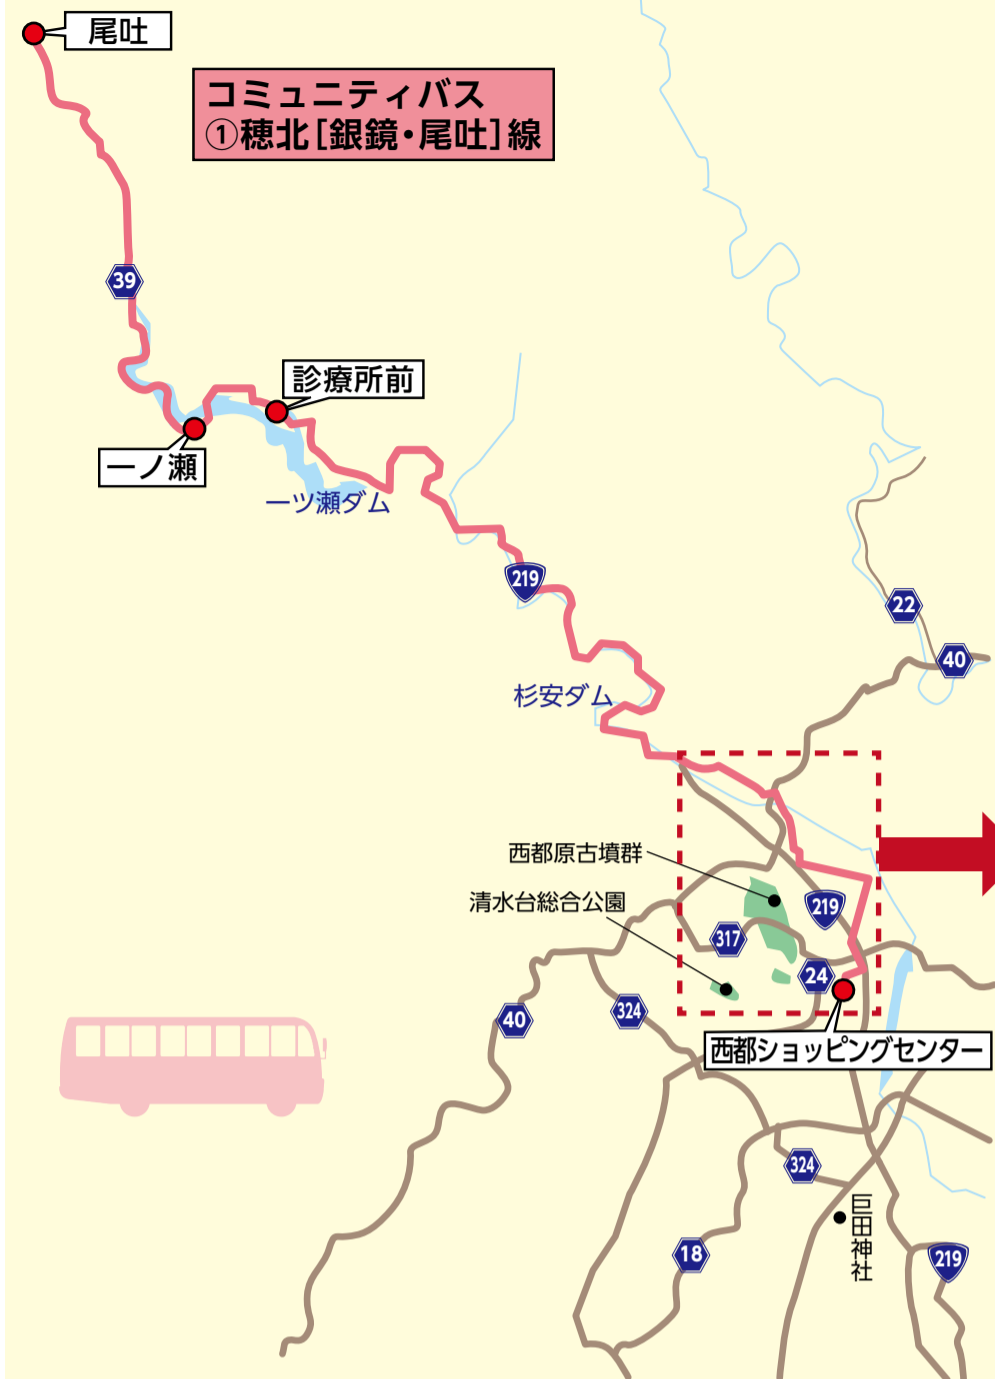 尾吐
コミュニティバス
①穂北[銀鏡・尾吐]線
39
診療所前
一ノ瀬
一ツ瀬ダム
219
22
40
杉安ダム
西都原古墳群
清水台総合公園
219
317
24
40
324
西都ショッピングセンター
324
巨田神社
18
219